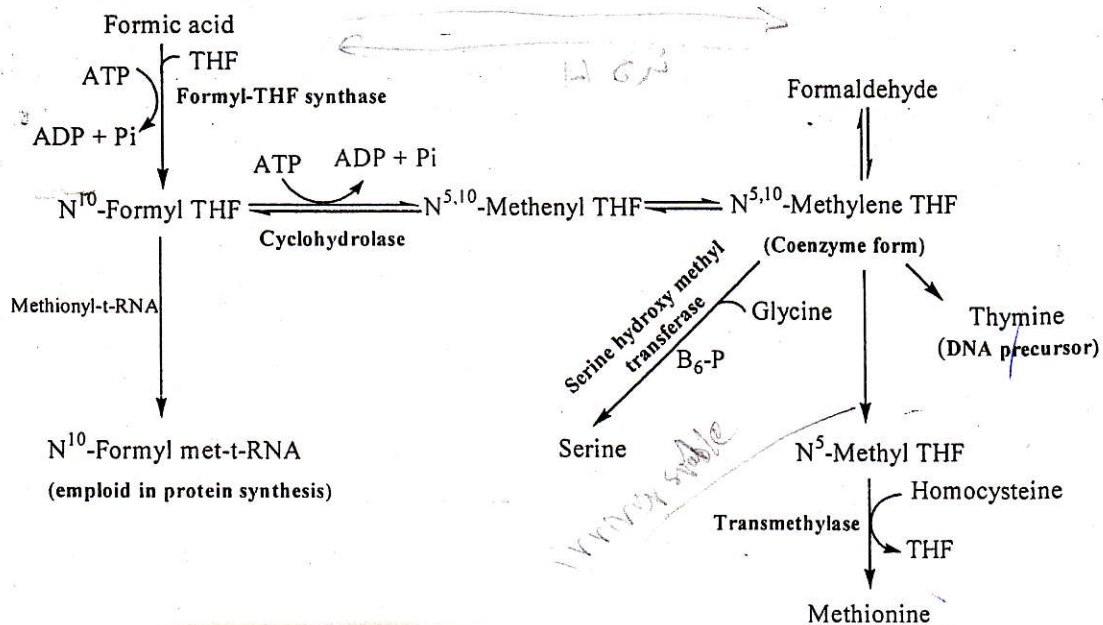 Formic acid
THF
ATP
Formyl-THF synthase
ADP + Pi
Formaldehyde
ATP
ADP + Pi
N¹⁰-Formyl THF
N⁵,¹⁰-Methenyl THF
N⁵,¹⁰-Methylene THF
Cyclohydrolase
(Coenzyme form)
Methionyl-t-RNA
Serine hydroxy methyl
transferase
Glycine
B₆-P
Thymine
(DNA precursor)
N¹⁰-Formyl met-t-RNA
(emploid in protein synthesis)
Serine
N⁵-Methyl THF
Homocysteine
Transmethylase
THF
Methionine